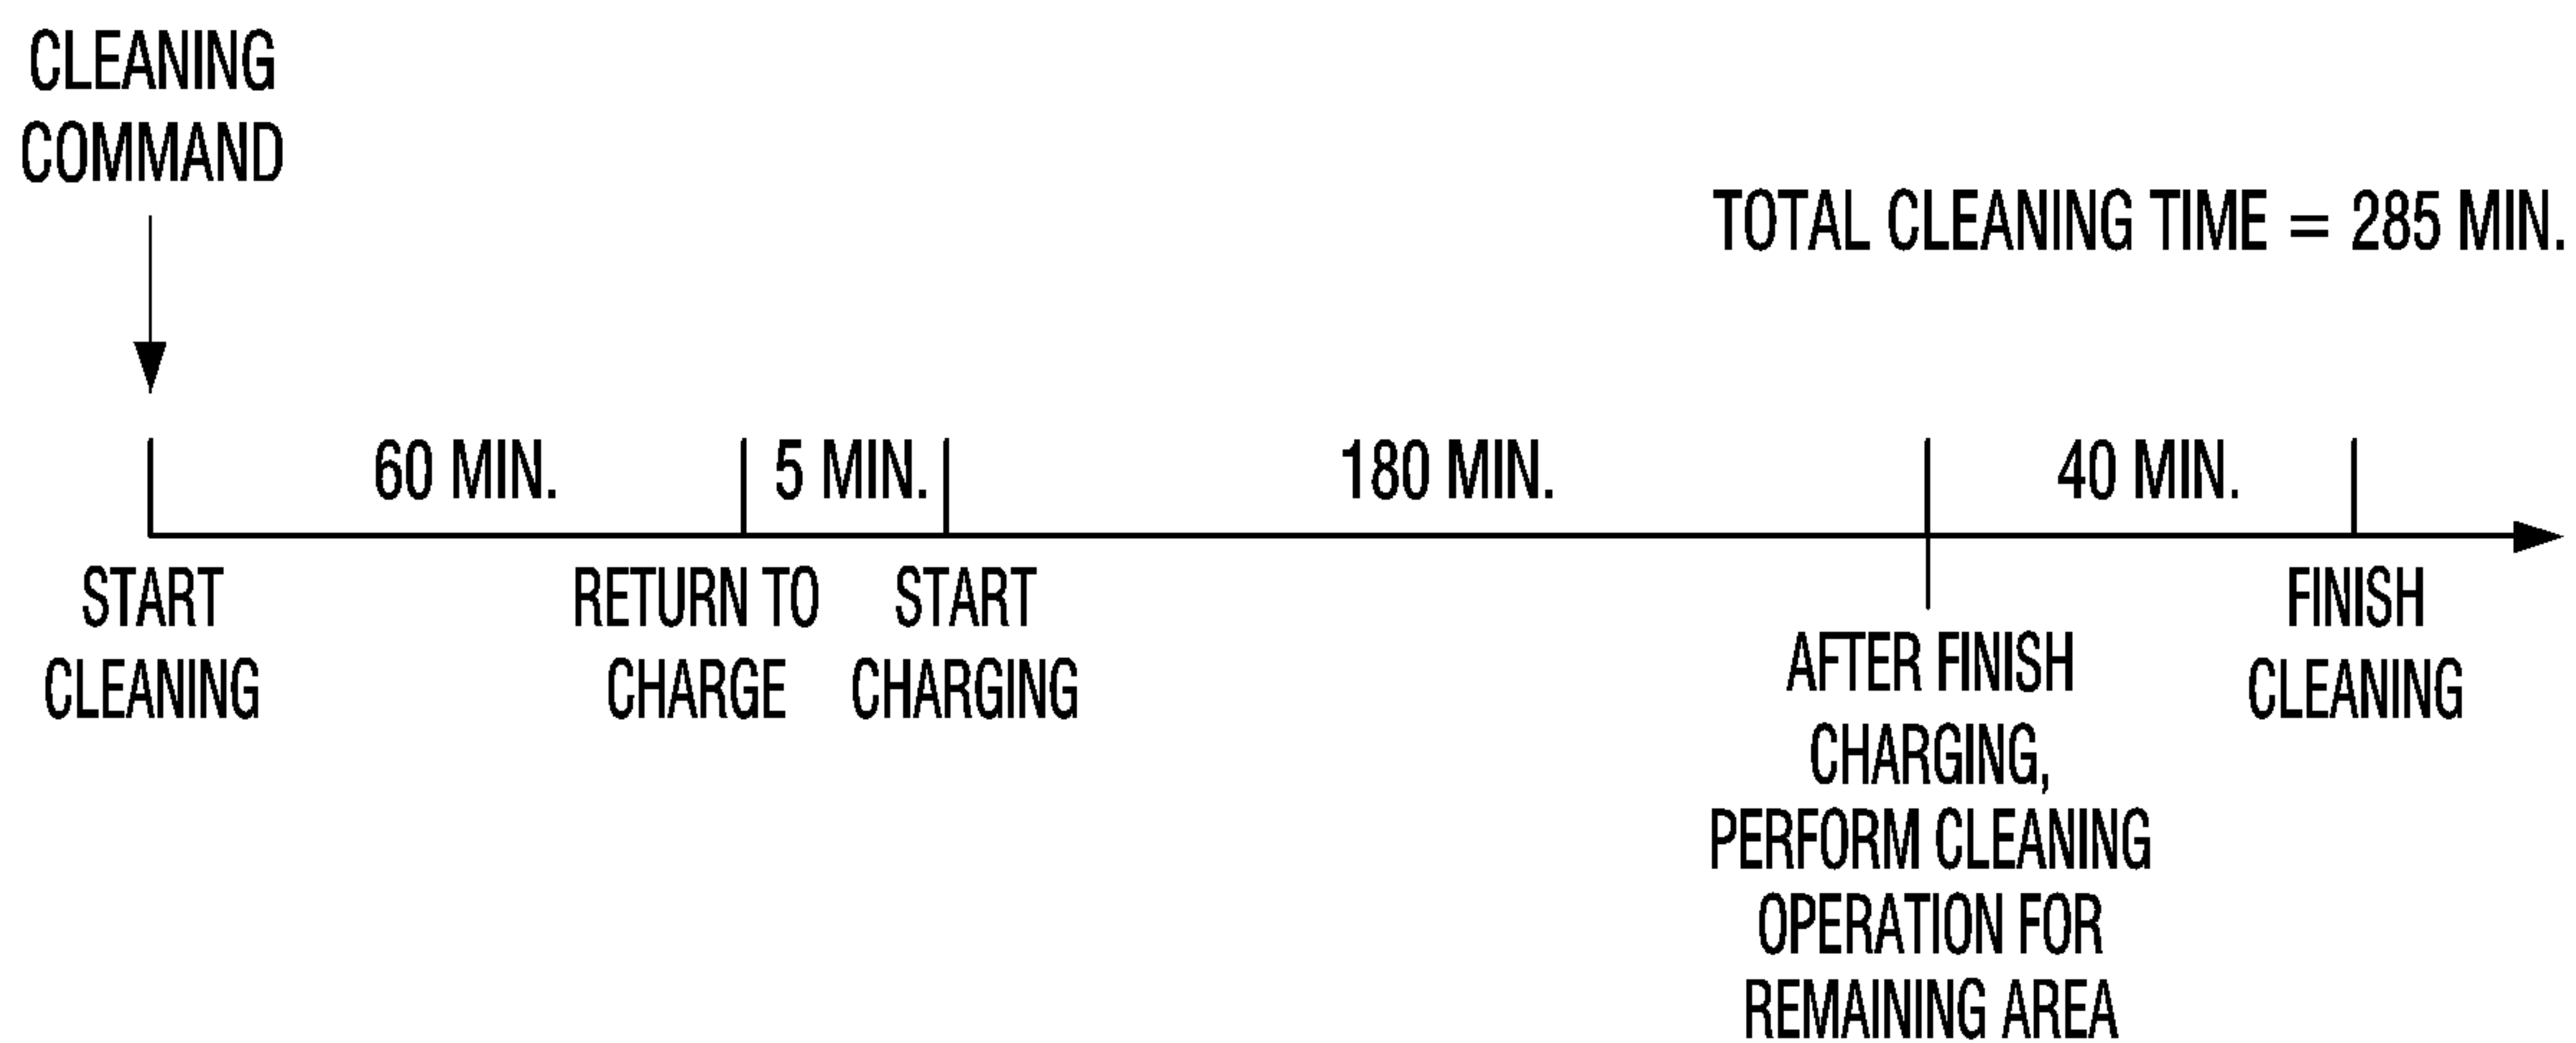 CLEANING
COMMAND
TOTAL CLEANING TIME = 285 MIN.
60 MIN.
5 MIN.
180 MIN.
40 MIN.
START
CLEANING
RETURN TO
CHARGE
START
CHARGING
AFTER FINISH
CHARGING,
PERFORM CLEANING
OPERATION FOR
REMAINING AREA
FINISH
CLEANING